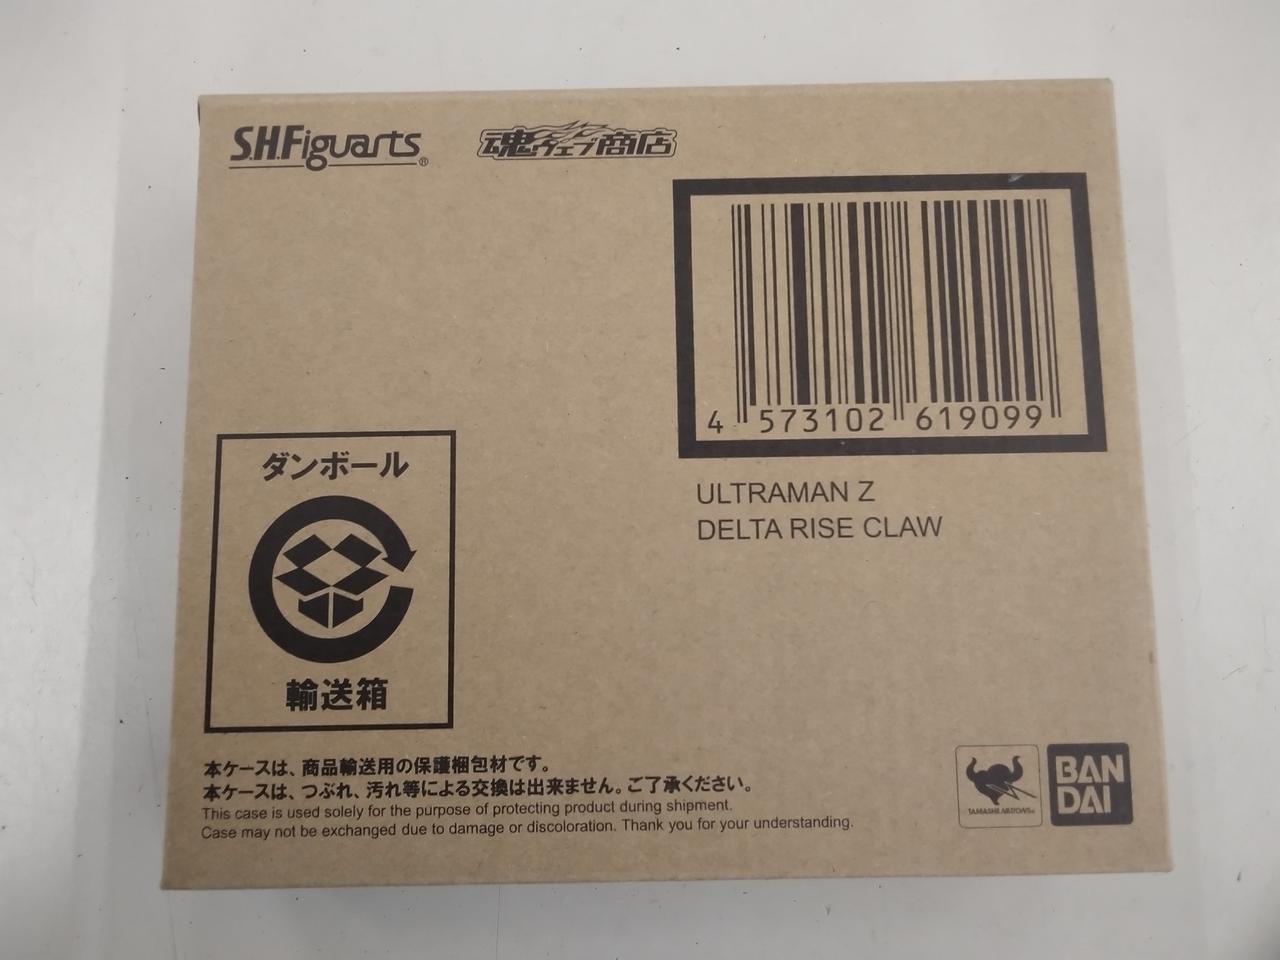 S.H.Figuarts®
魂ウェブ商店
4 573102 619099
ULTRAMAN Z
DELTA RISE CLAW
ダンボール
輸送箱
本ケースは、商品輸送用の保護梱包材です。
本ケースは、つぶれ、汚れ等による交換は出来ません。ご了承ください。
This case is used solely for the purpose of protecting product during shipment.
Case may not be exchanged due to damage or discoloration. Thank you for your understanding.
TAMASHII NATIONS
BAN
DAI